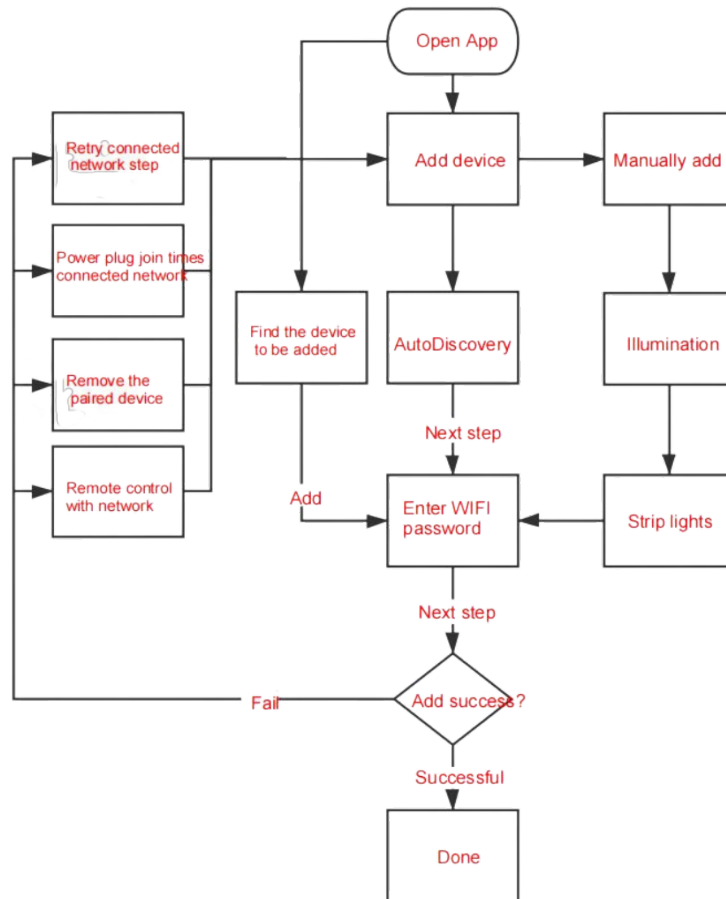 Open App
Retry connected
network step
Add device
Manually add
Power plug join times
connected network
Find the device
to be added
AutoDiscovery
Illumination
Remove the
paired device
Next step
Remote control
with network
Add
Enter WIFI
password
Strip lights
Next step
Fail
Add success?
Successful
Done